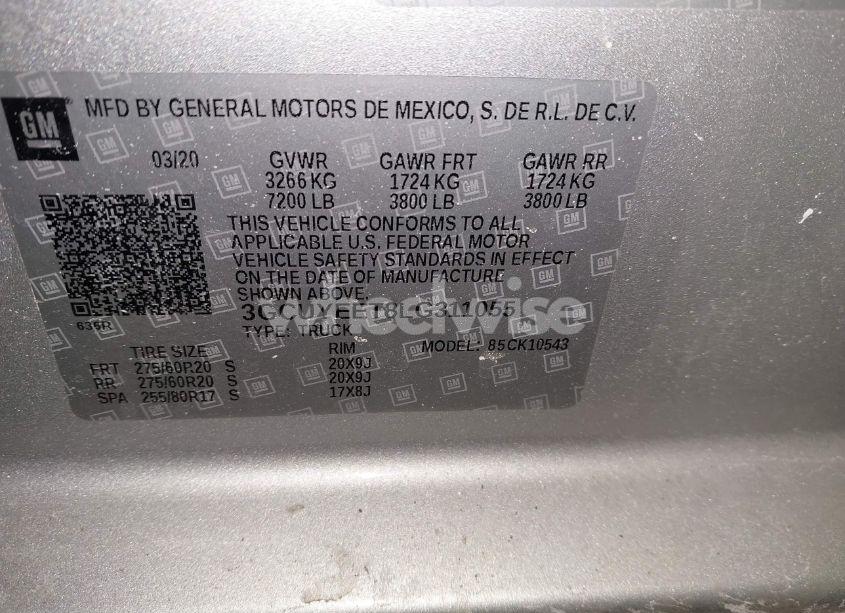 GM MFD BY GENERAL MOTORS DE MEXICO, S. DE R.L. DE C.V.
03/20 GVWR GAWR FRT GAWR RR
3266 KG 1724 KG 1724 KG
7200 LB 3800 LB 3800 LB
THIS VEHICLE CONFORMS TO ALL
APPLICABLE U.S. FEDERAL MOTOR
VEHICLE SAFETY STANDARDS IN EFFECT
ON THE DATE OF MANUFACTURE
SHOWN ABOVE.
635R
TYPE: TRUCK MODEL: 85CK10543
TIRE SIZE RIM
FRT 275/60R20 S 20X9J
RR 275/60R20 S 20X9J
SPA 255/80R17 S 17X8J